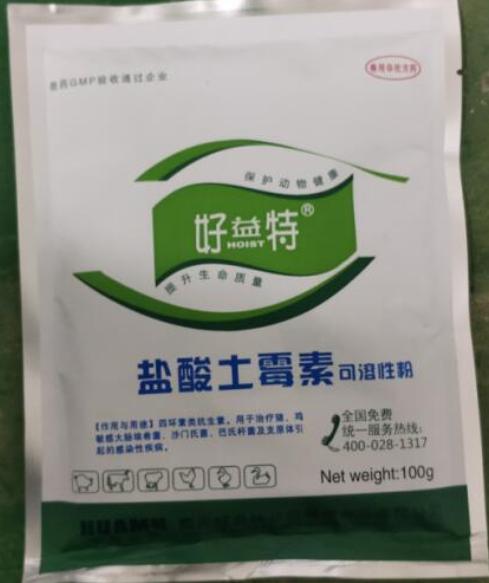 兽药GMP验收通过企业
兽用非处方药
保护动物健康
好益特®
HOIST
提升生命质量
盐酸土霉素可溶性粉
【作用与用途】四环素类抗生素。用于治疗猪、鸡
敏感大肠埃希菌、沙门氏菌、巴氏杆菌及支原体引
起的感染性疾病。
全国免费
统一服务热线:
400-028-1317
Net weight:100g
HUAMU